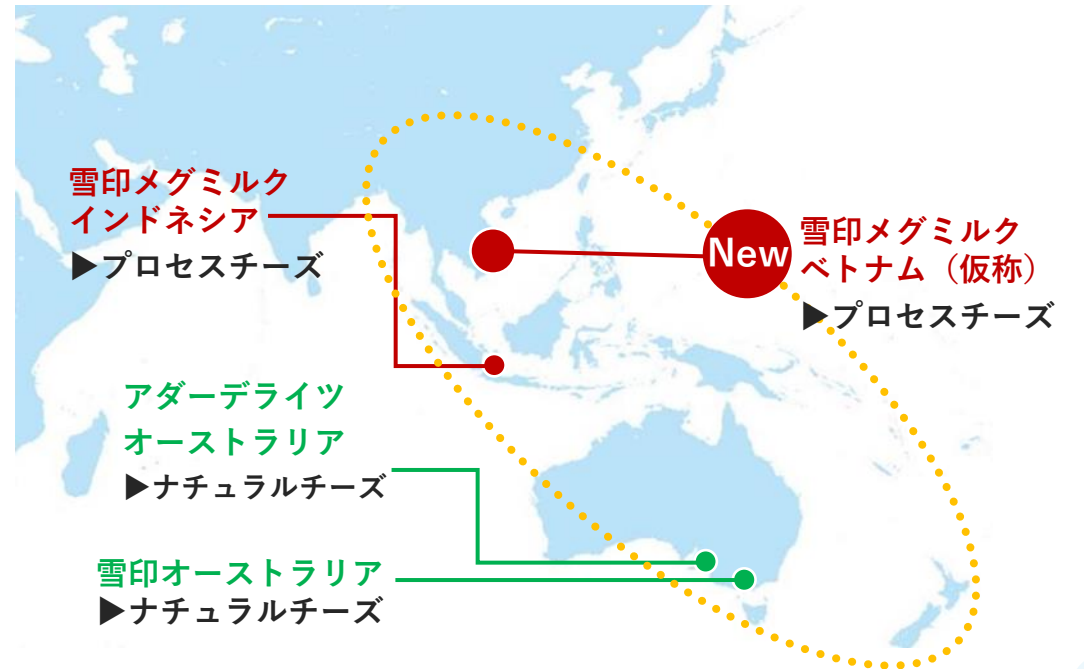 雪印メグミルク
インドネシア
▶プロセスチーズ
New
雪印メグミルク
ベトナム（仮称）
▶プロセスチーズ
アダーデライツ
オーストラリア
▶ナチュラルチーズ
雪印オーストラリア
▶ナチュラルチーズ